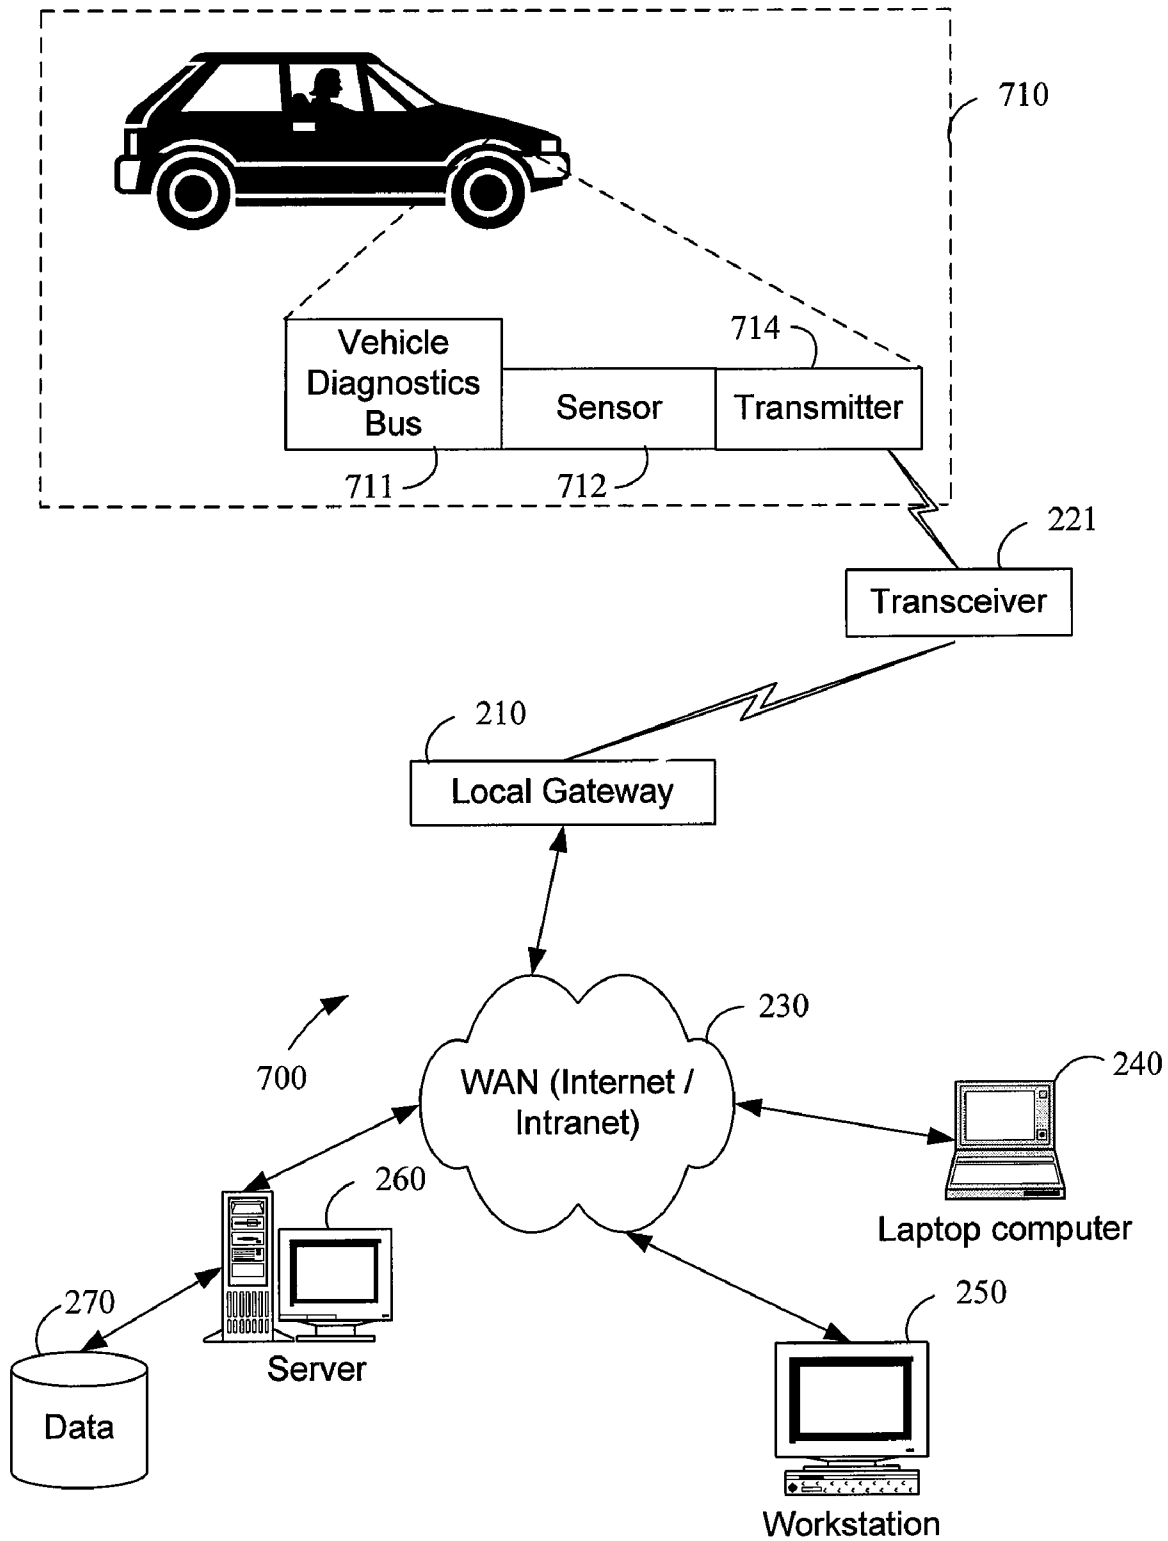 710
Vehicle
Diagnostics
Bus
Sensor
714
Transmitter
711
712
221
Transceiver
210
Local Gateway
230
WAN (Internet /
Intranet)
700
240
Laptop computer
260
Server
270
Data
250
Workstation